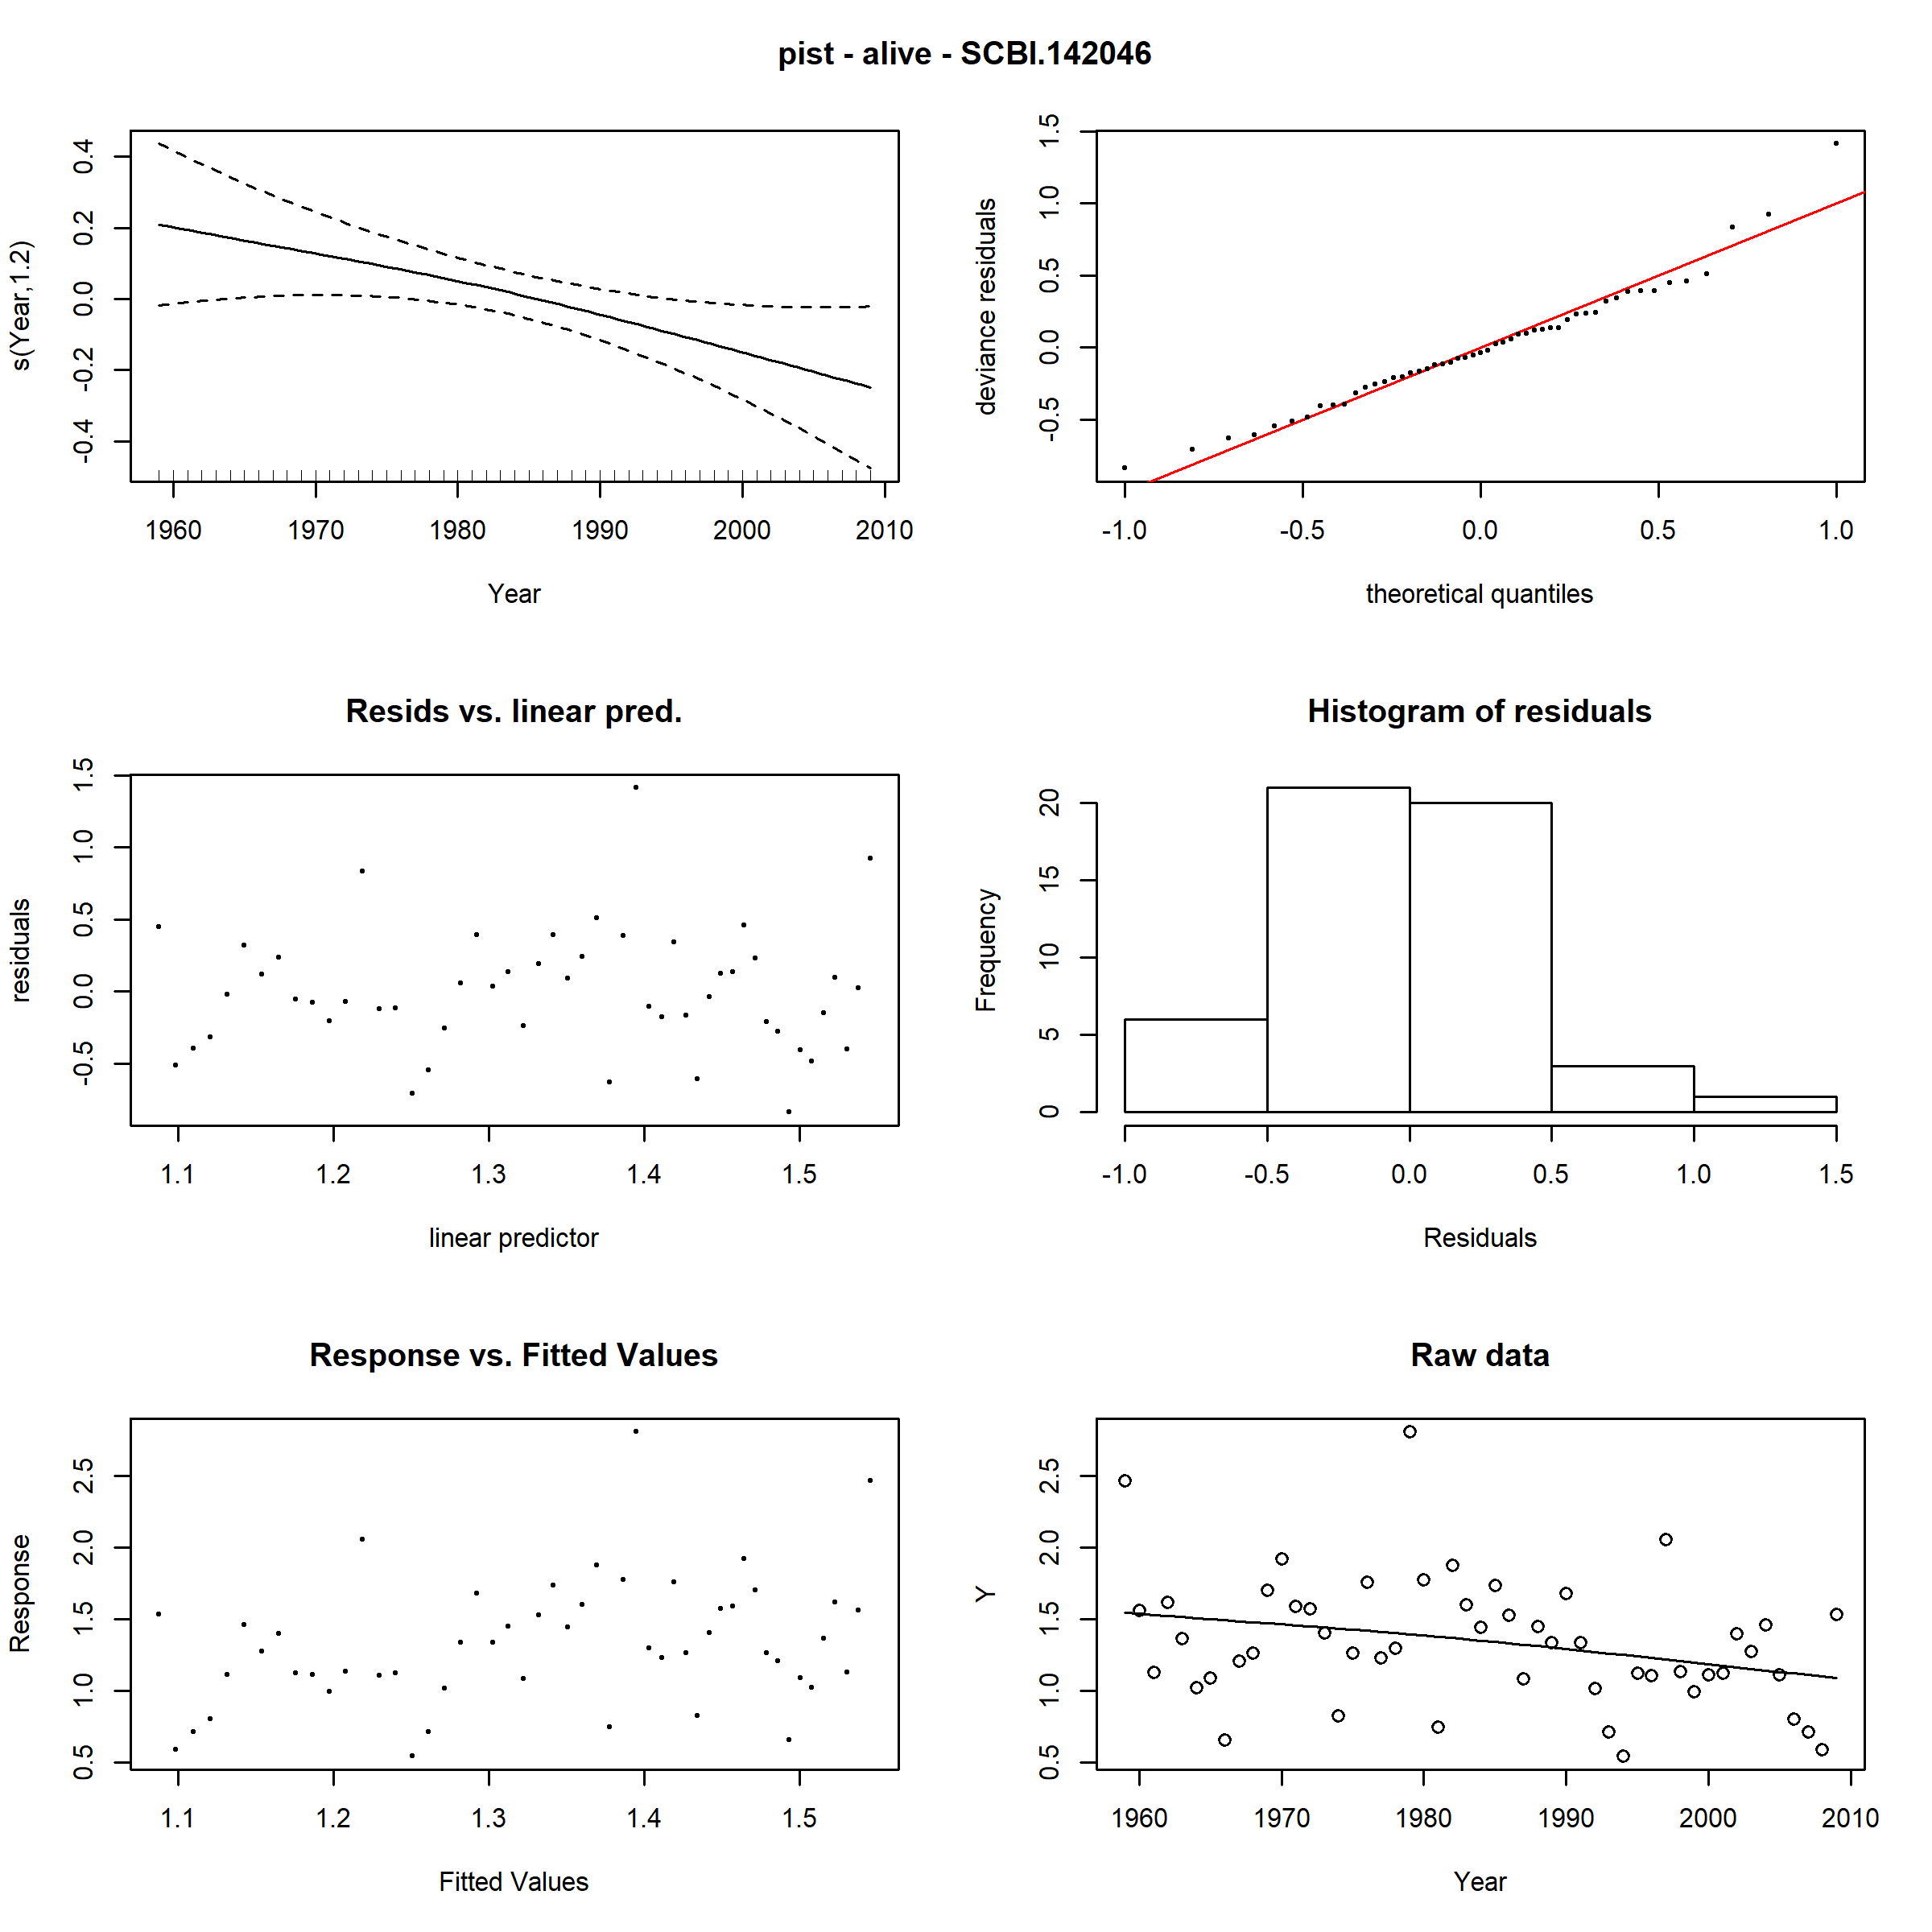 pist - alive - SCBI.142046
s(Year,1.2)
0.4
0.2
0.0
-0.2
-0.4
1960 1970 1980 1990 2000 2010
Year
deviance residuals
1.5
1.0
0.5
0.0
-0.5
-1.0 -0.5 0.0 0.5 1.0
theoretical quantiles
Resids vs. linear pred.
residuals
1.5
1.0
0.5
0.0
-0.5
1.1 1.2 1.3 1.4 1.5
linear predictor
Histogram of residuals
Frequency
20
15
10
5
0
-1.0 -0.5 0.0 0.5 1.0 1.5
Residuals
Response vs. Fitted Values
Response
2.5
2.0
1.5
1.0
0.5
1.1 1.2 1.3 1.4 1.5
Fitted Values
Raw data
Y
2.5
2.0
1.5
1.0
0.5
1960 1970 1980 1990 2000 2010
Year